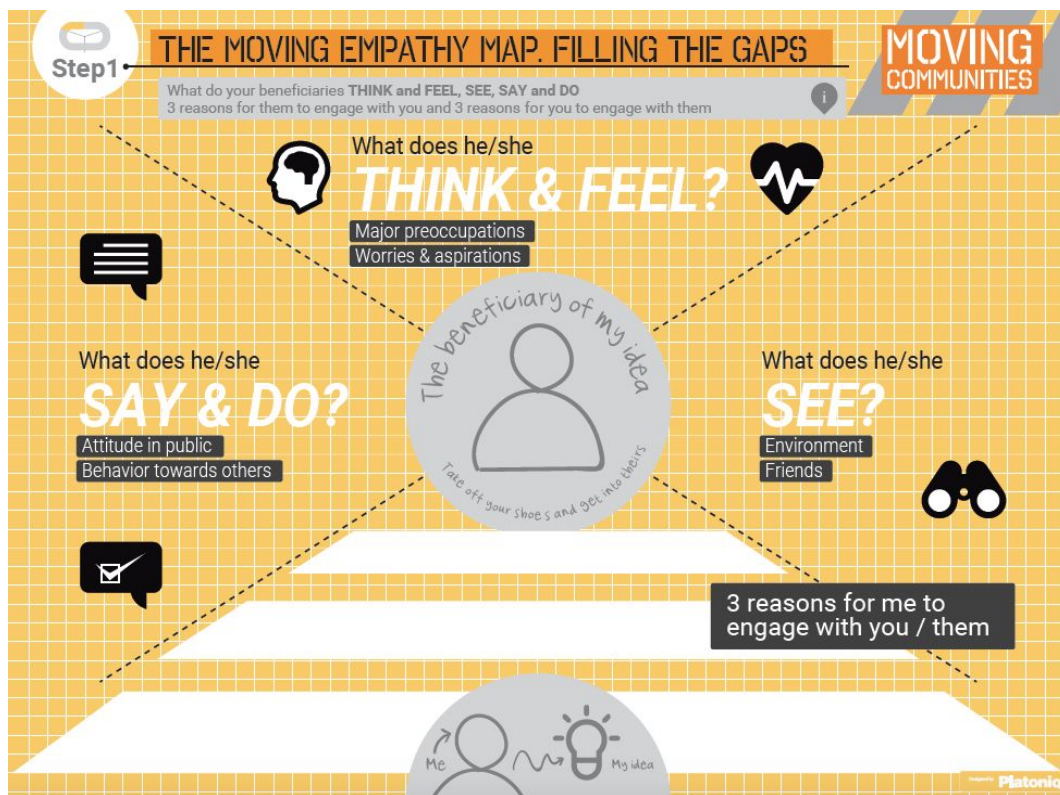 Step1
THE MOVING EMPATHY MAP. FILLING THE GAPS
MOVING
COMMUNITIES
What do your beneficiaries THINK and FEEL, SEE, SAY and DO
3 reasons for them to engage with you and 3 reasons for you to engage with them
i
What does he/she
THINK & FEEL?
Major preoccupations
Worries & aspirations
What does he/she
SAY & DO?
Attitude in public
Behavior towards others
The beneficiary of my idea
Take off your shoes and get into theirs
What does he/she
SEE?
Environment
Friends
3 reasons for me to
engage with you / them
Me
My idea
Platoniq